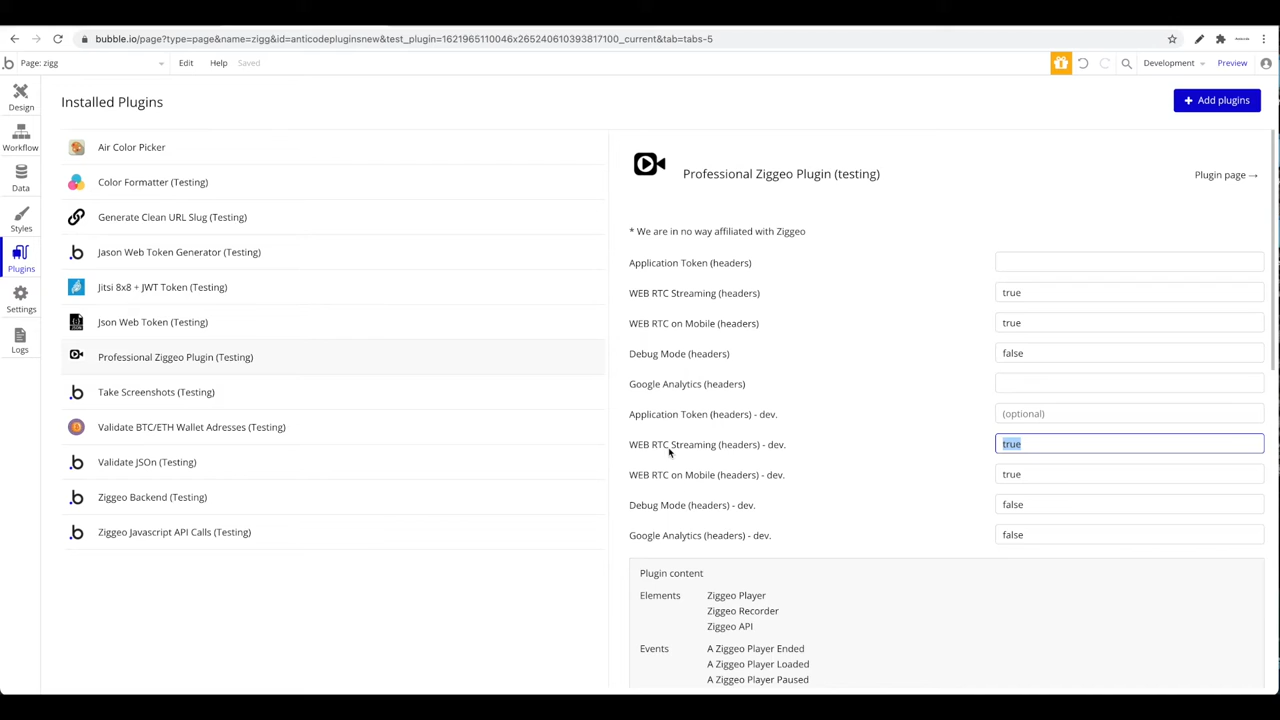 bubble.io/page?type=page&name=zigg&id=anticodepluginsnew&test_plugin=1621965110046x265240610393817100_current&tab=tabs-5
Page: zigg
Edit
Help
Saved
Development
Preview
Design
Workflow
Data
Styles
Plugins
Settings
Logs
Installed Plugins
+ Add plugins
Air Color Picker
Color Formatter (Testing)
Generate Clean URL Slug (Testing)
Jason Web Token Generator (Testing)
Jitsi 8x8 + JWT Token (Testing)
Json Web Token (Testing)
Professional Ziggeo Plugin (Testing)
Take Screenshots (Testing)
Validate BTC/ETH Wallet Adresses (Testing)
Validate JSOn (Testing)
Ziggeo Backend (Testing)
Ziggeo Javascript API Calls (Testing)
Professional Ziggeo Plugin (testing)
Plugin page →
* We are in no way affiliated with Ziggeo
Application Token (headers)
WEB RTC Streaming (headers) true
WEB RTC on Mobile (headers) true
Debug Mode (headers) false
Google Analytics (headers)
Application Token (headers) - dev. (optional)
WEB RTC Streaming (headers) - dev. true
WEB RTC on Mobile (headers) - dev. true
Debug Mode (headers) - dev. false
Google Analytics (headers) - dev. false
Plugin content
Elements Ziggeo Player
Ziggeo Recorder
Ziggeo API
Events A Ziggeo Player Ended
A Ziggeo Player Loaded
A Ziggeo Player Paused